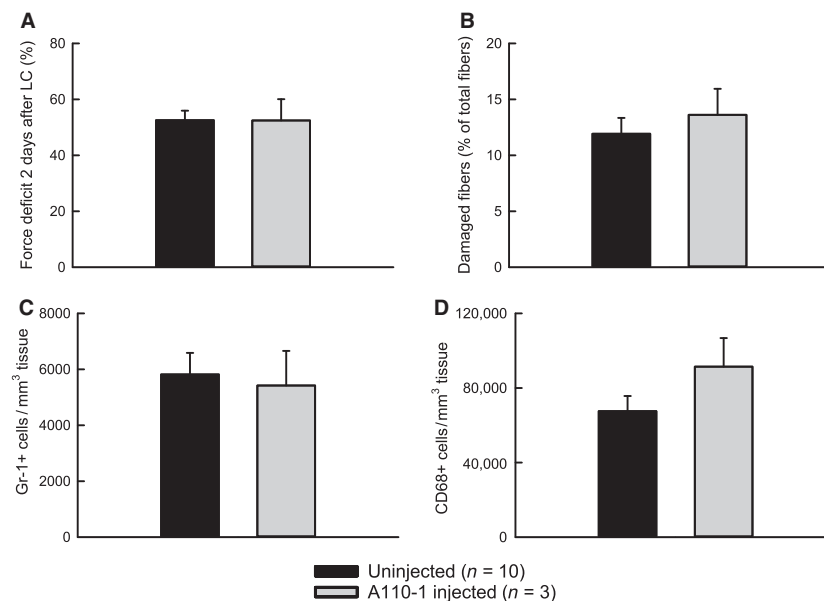 A
Force deficit 2 days after LC (%)
80
60
40
20
0
B
Damaged fibers (% of total fibers)
20
15
10
5
0
C
Gr-1+ cells/mm³ tissue
8000
6000
4000
2000
0
D
CD68+ cells/mm³ tissue
120,000
80,000
40,000
0
Uninjected (n = 10)
A110-1 injected (n = 3)